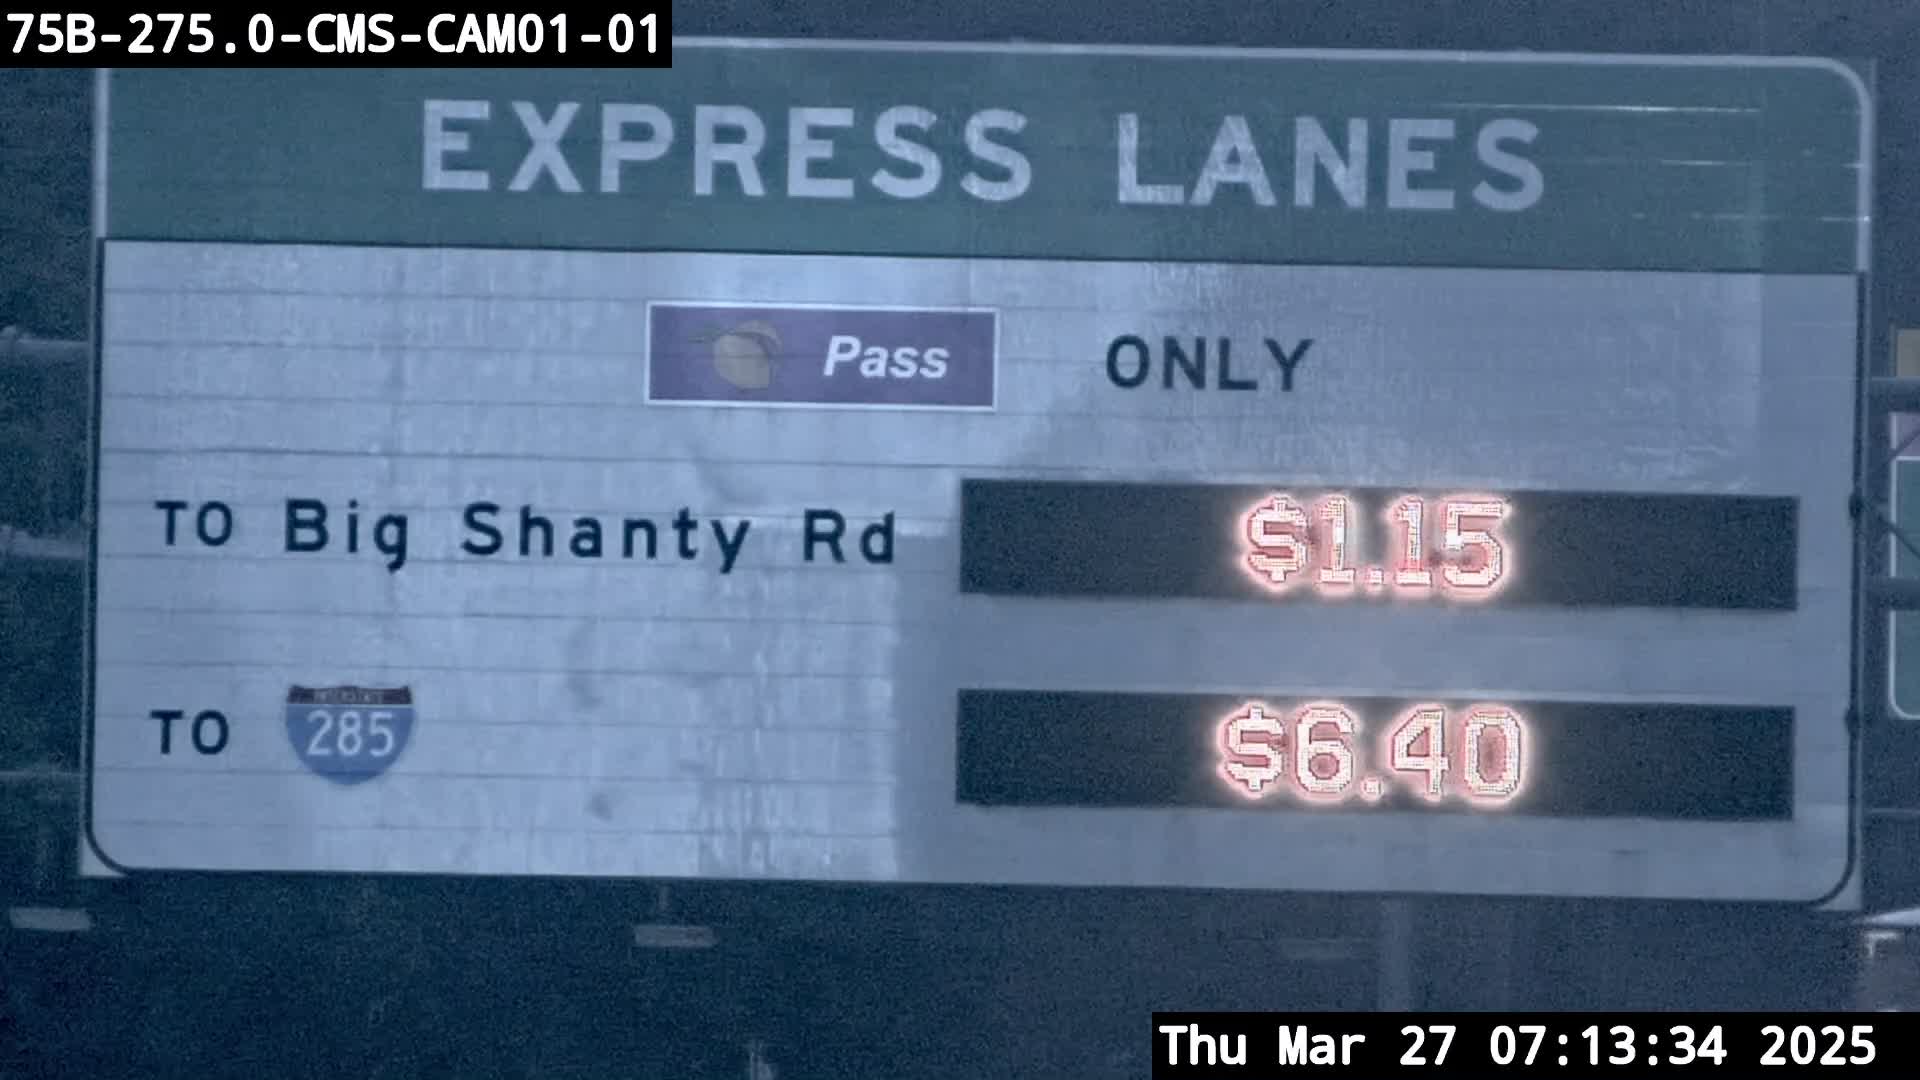 75B-275.0-CMS-CAM01-01
EXPRESS LANES
Pass ONLY
TO Big Shanty Rd $1.15
TO INTERSTATE 285 $6.40
Thu Mar 27 07:13:34 2025